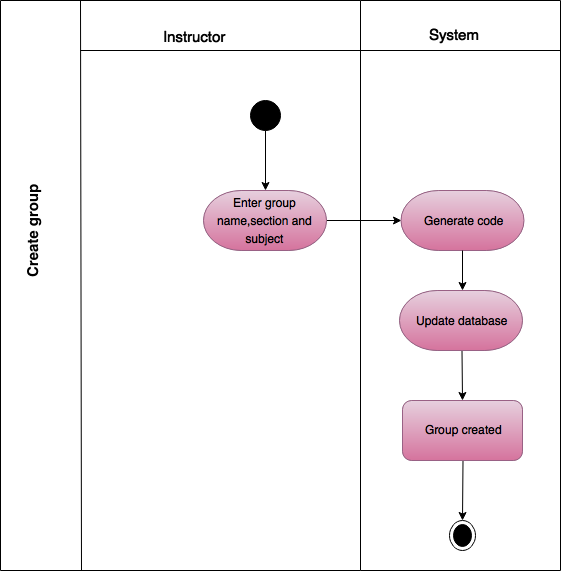 Instructor
System
Create group
Enter group
name,section and
subject
Generate code
Update database
Group created